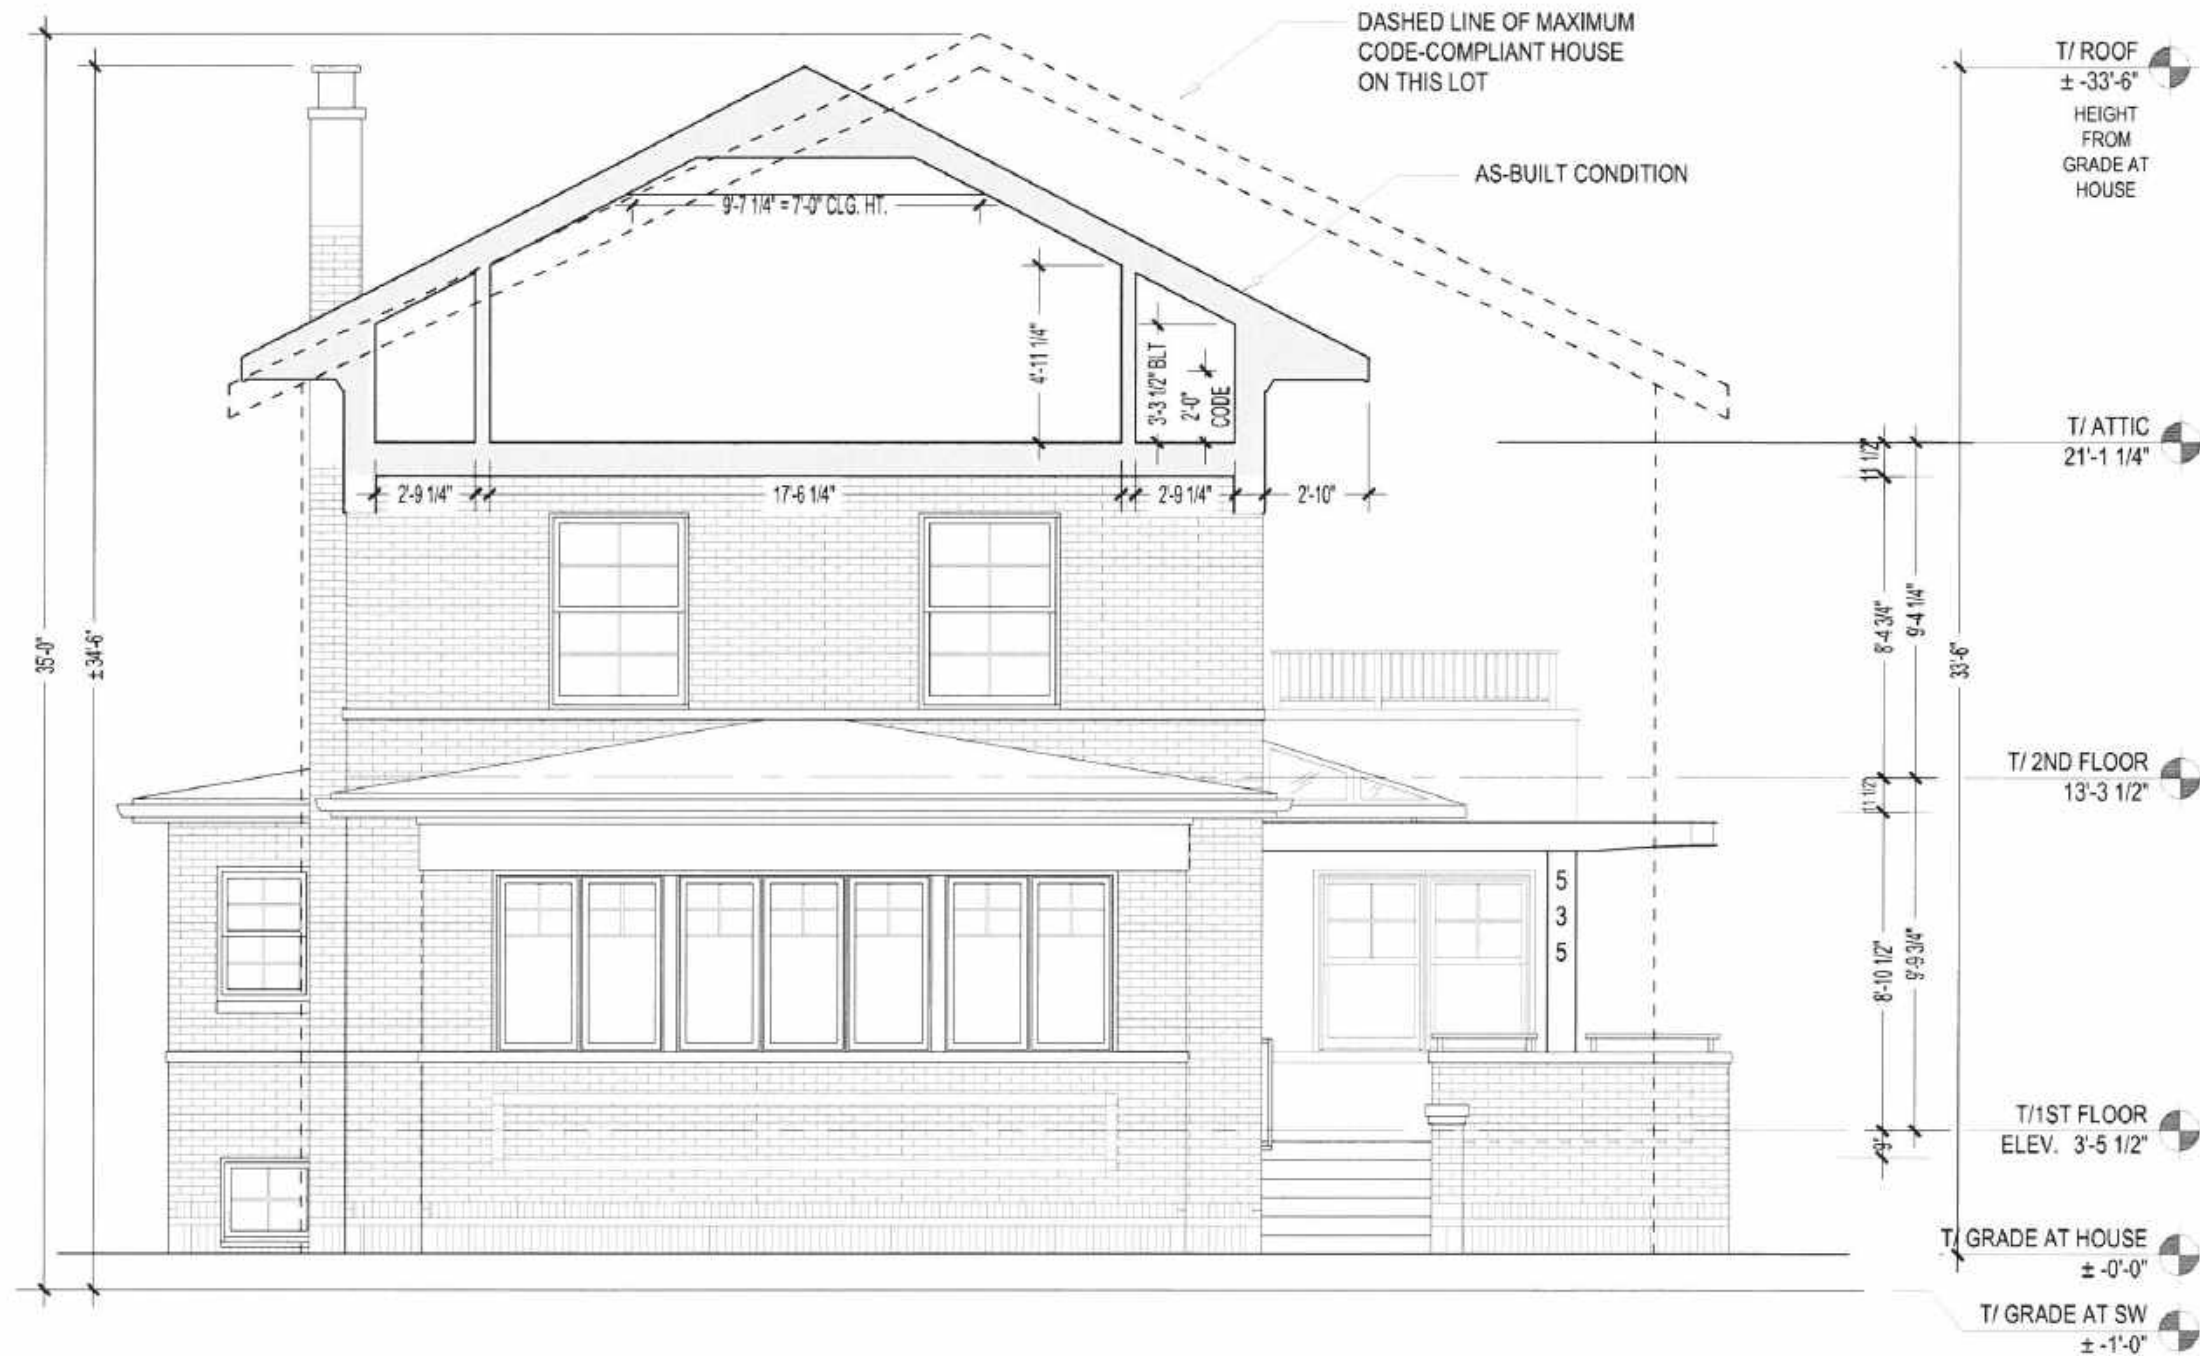 DASHED LINE OF MAXIMUM
CODE-COMPLIANT HOUSE
ON THIS LOT
T/ ROOF
± -33'-6"
HEIGHT
FROM
GRADE AT
HOUSE
AS-BUILT CONDITION
9'-7 1/4" = 7'-0" CLG. HT.
4'-11 1/4"
3'-3 1/2" BLT
2'-0"
CODE
T/ ATTIC
21'-1 1/4"
11 1/2"
2'-9 1/4"
17'-6 1/4"
2'-9 1/4"
2'-10"
35'-0"
± 34'-6"
8'-4 3/4"
9'-4 1/4"
33'-6"
T/ 2ND FLOOR
13'-3 1/2"
11 1/2"
5
3
5
8'-10 1/2"
9'-9 3/4"
T/1ST FLOOR
ELEV. 3'-5 1/2"
9"
T/ GRADE AT HOUSE
± -0'-0"
T/ GRADE AT SW
± -1'-0"